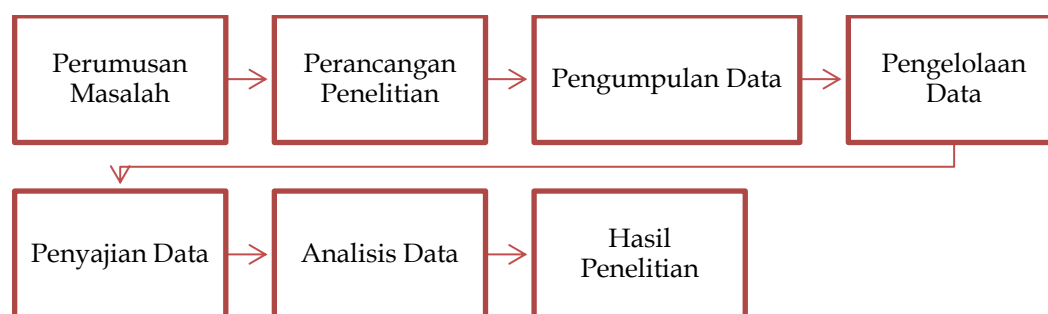 Perumusan
Masalah
Perancangan
Penelitian
Pengumpulan Data
Pengelolaan
Data
Penyajian Data
Analisis Data
Hasil
Penelitian